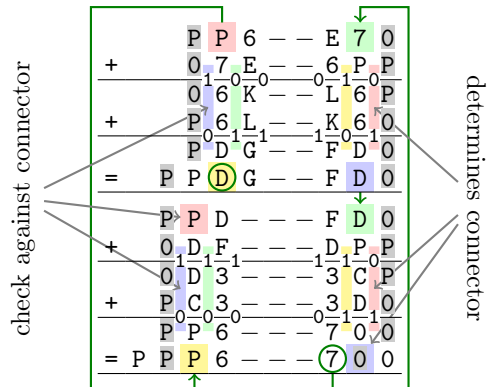 check against connector
determines connector
P P 6 – – – E 7 0
+ 0 7 E – – – 6 P P
1 0 0 0 1 0
0 6 K – – – L 6 P
+ P 6 L – – – K 6 0
0 1 1 1 0 1
P D G – – – F D 0
= P P D G – – – F D 0
P P D – – – F D 0
+ 0 D F – – – D P P
1 1 1 1 0
0 D 3 – – – 3 C P
+ P C 3 – – – 3 D 0
0 0 0 1 1
P P 6 – – – 7 0 0
= P P P 6 – – – 7 0 0